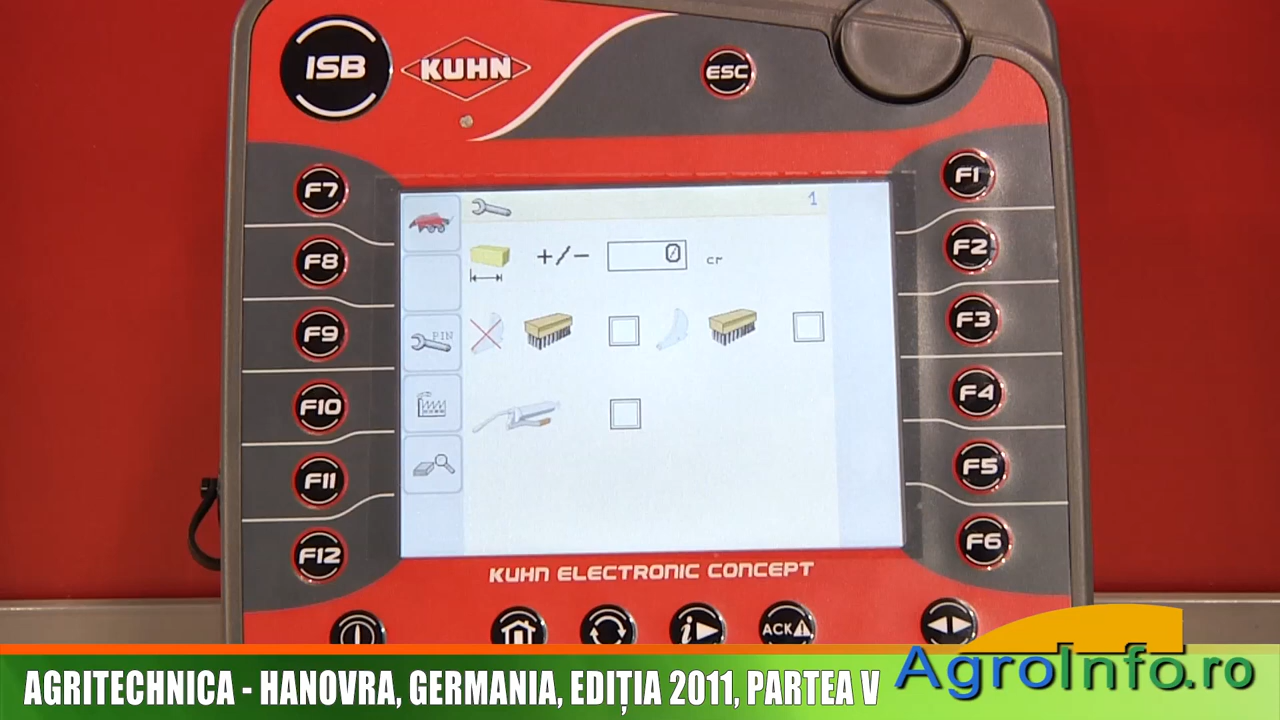 ISB
KUHN
ESC
F7
F1
F8
F2
F9
F3
F10
F4
F11
F5
F12
F6
1
+/-
0
cr
PIN
KUHN ELECTRONIC CONCEPT
i
ACK
AGRITECHNICA - HANOVRA, GERMANIA, EDIȚIA 2011, PARTEA V
AgroInfo.ro